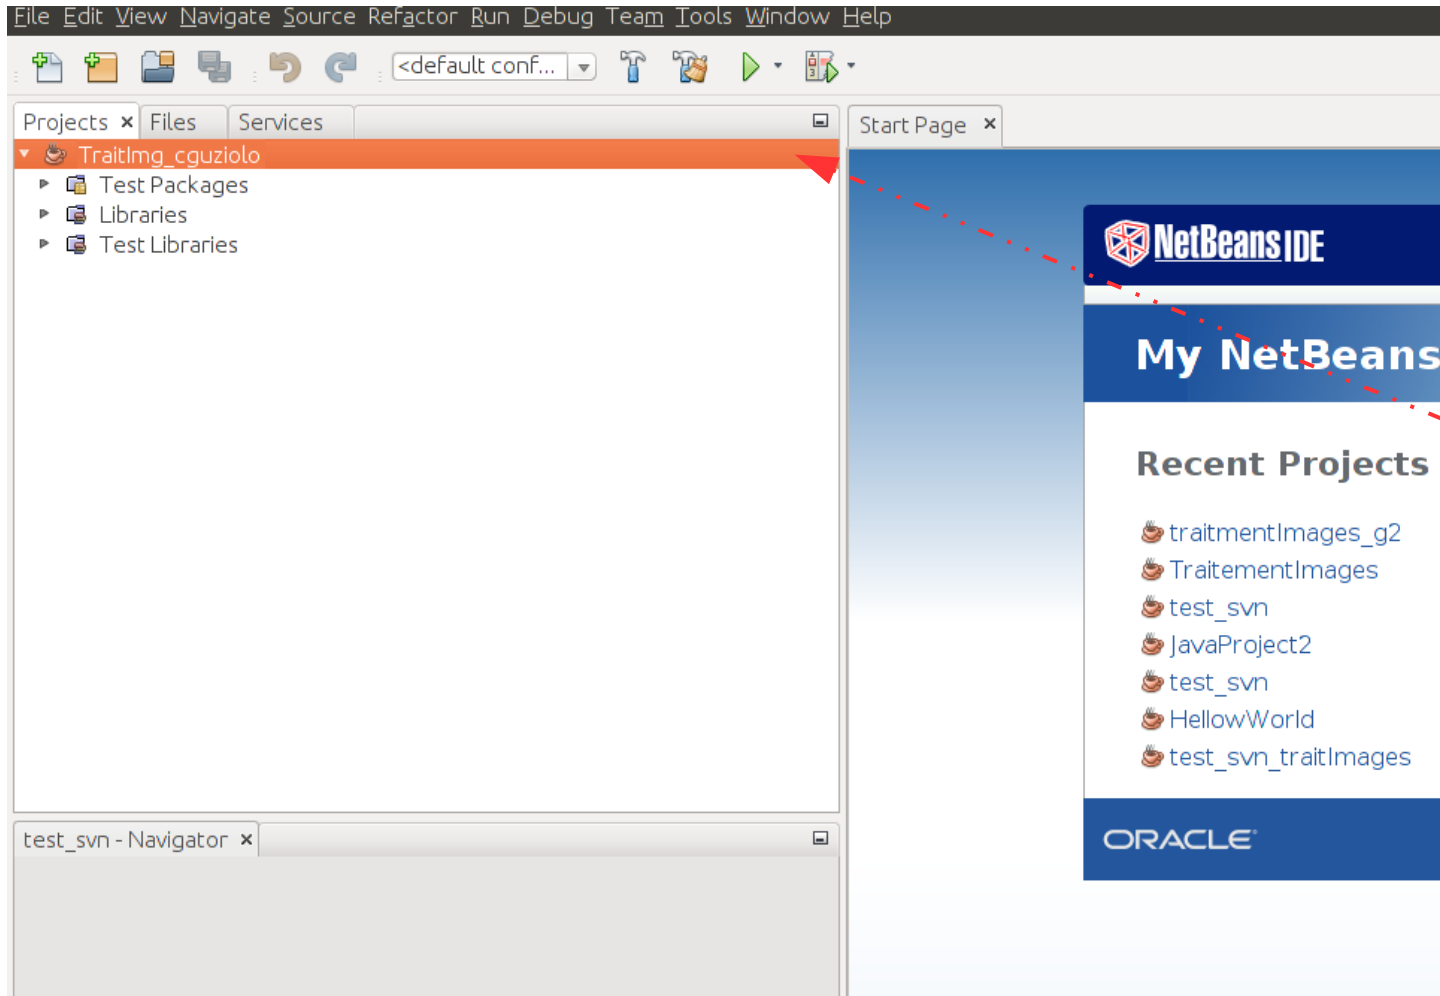 File Edit View Navigate Source Refactor Run Debug Team Tools Window Help
<default conf...
Projects Files Services
Start Page
TraitImg_cguziolo
Test Packages
Libraries
Test Libraries
NetBeans IDE
My NetBeans
Recent Projects
traitmentImages_g2
TraitementImages
test_svn
JavaProject2
test_svn
HellowWorld
test_svn_traitImages
test_svn - Navigator
ORACLE